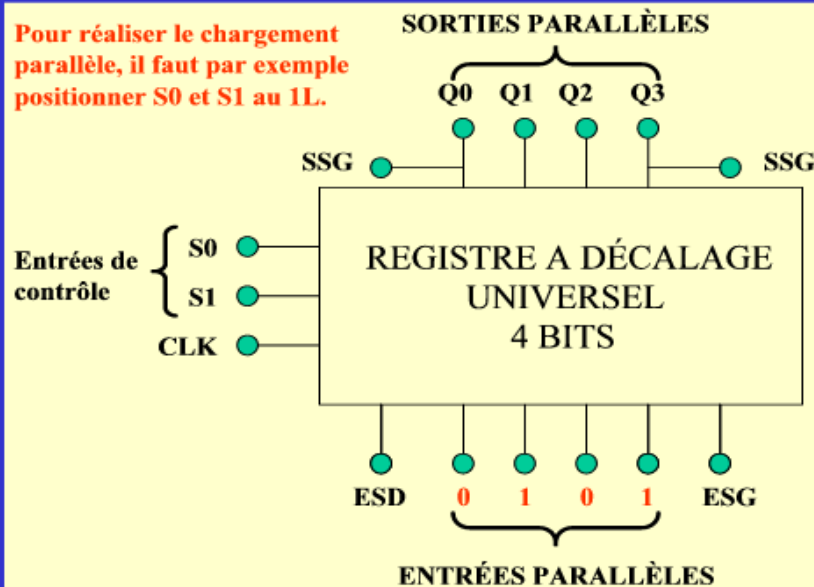 Pour réaliser le chargement
parallèle, il faut par exemple
positionner S0 et S1 au 1L.
SORTIES PARALLÈLES
Q0 Q1 Q2 Q3
SSG SSG
Entrées de
contrôle
S0
S1
CLK
REGISTRE A DÉCALAGE
UNIVERSEL
4 BITS
ESD 0 1 0 1 ESG
ENTRÉES PARALLÈLES